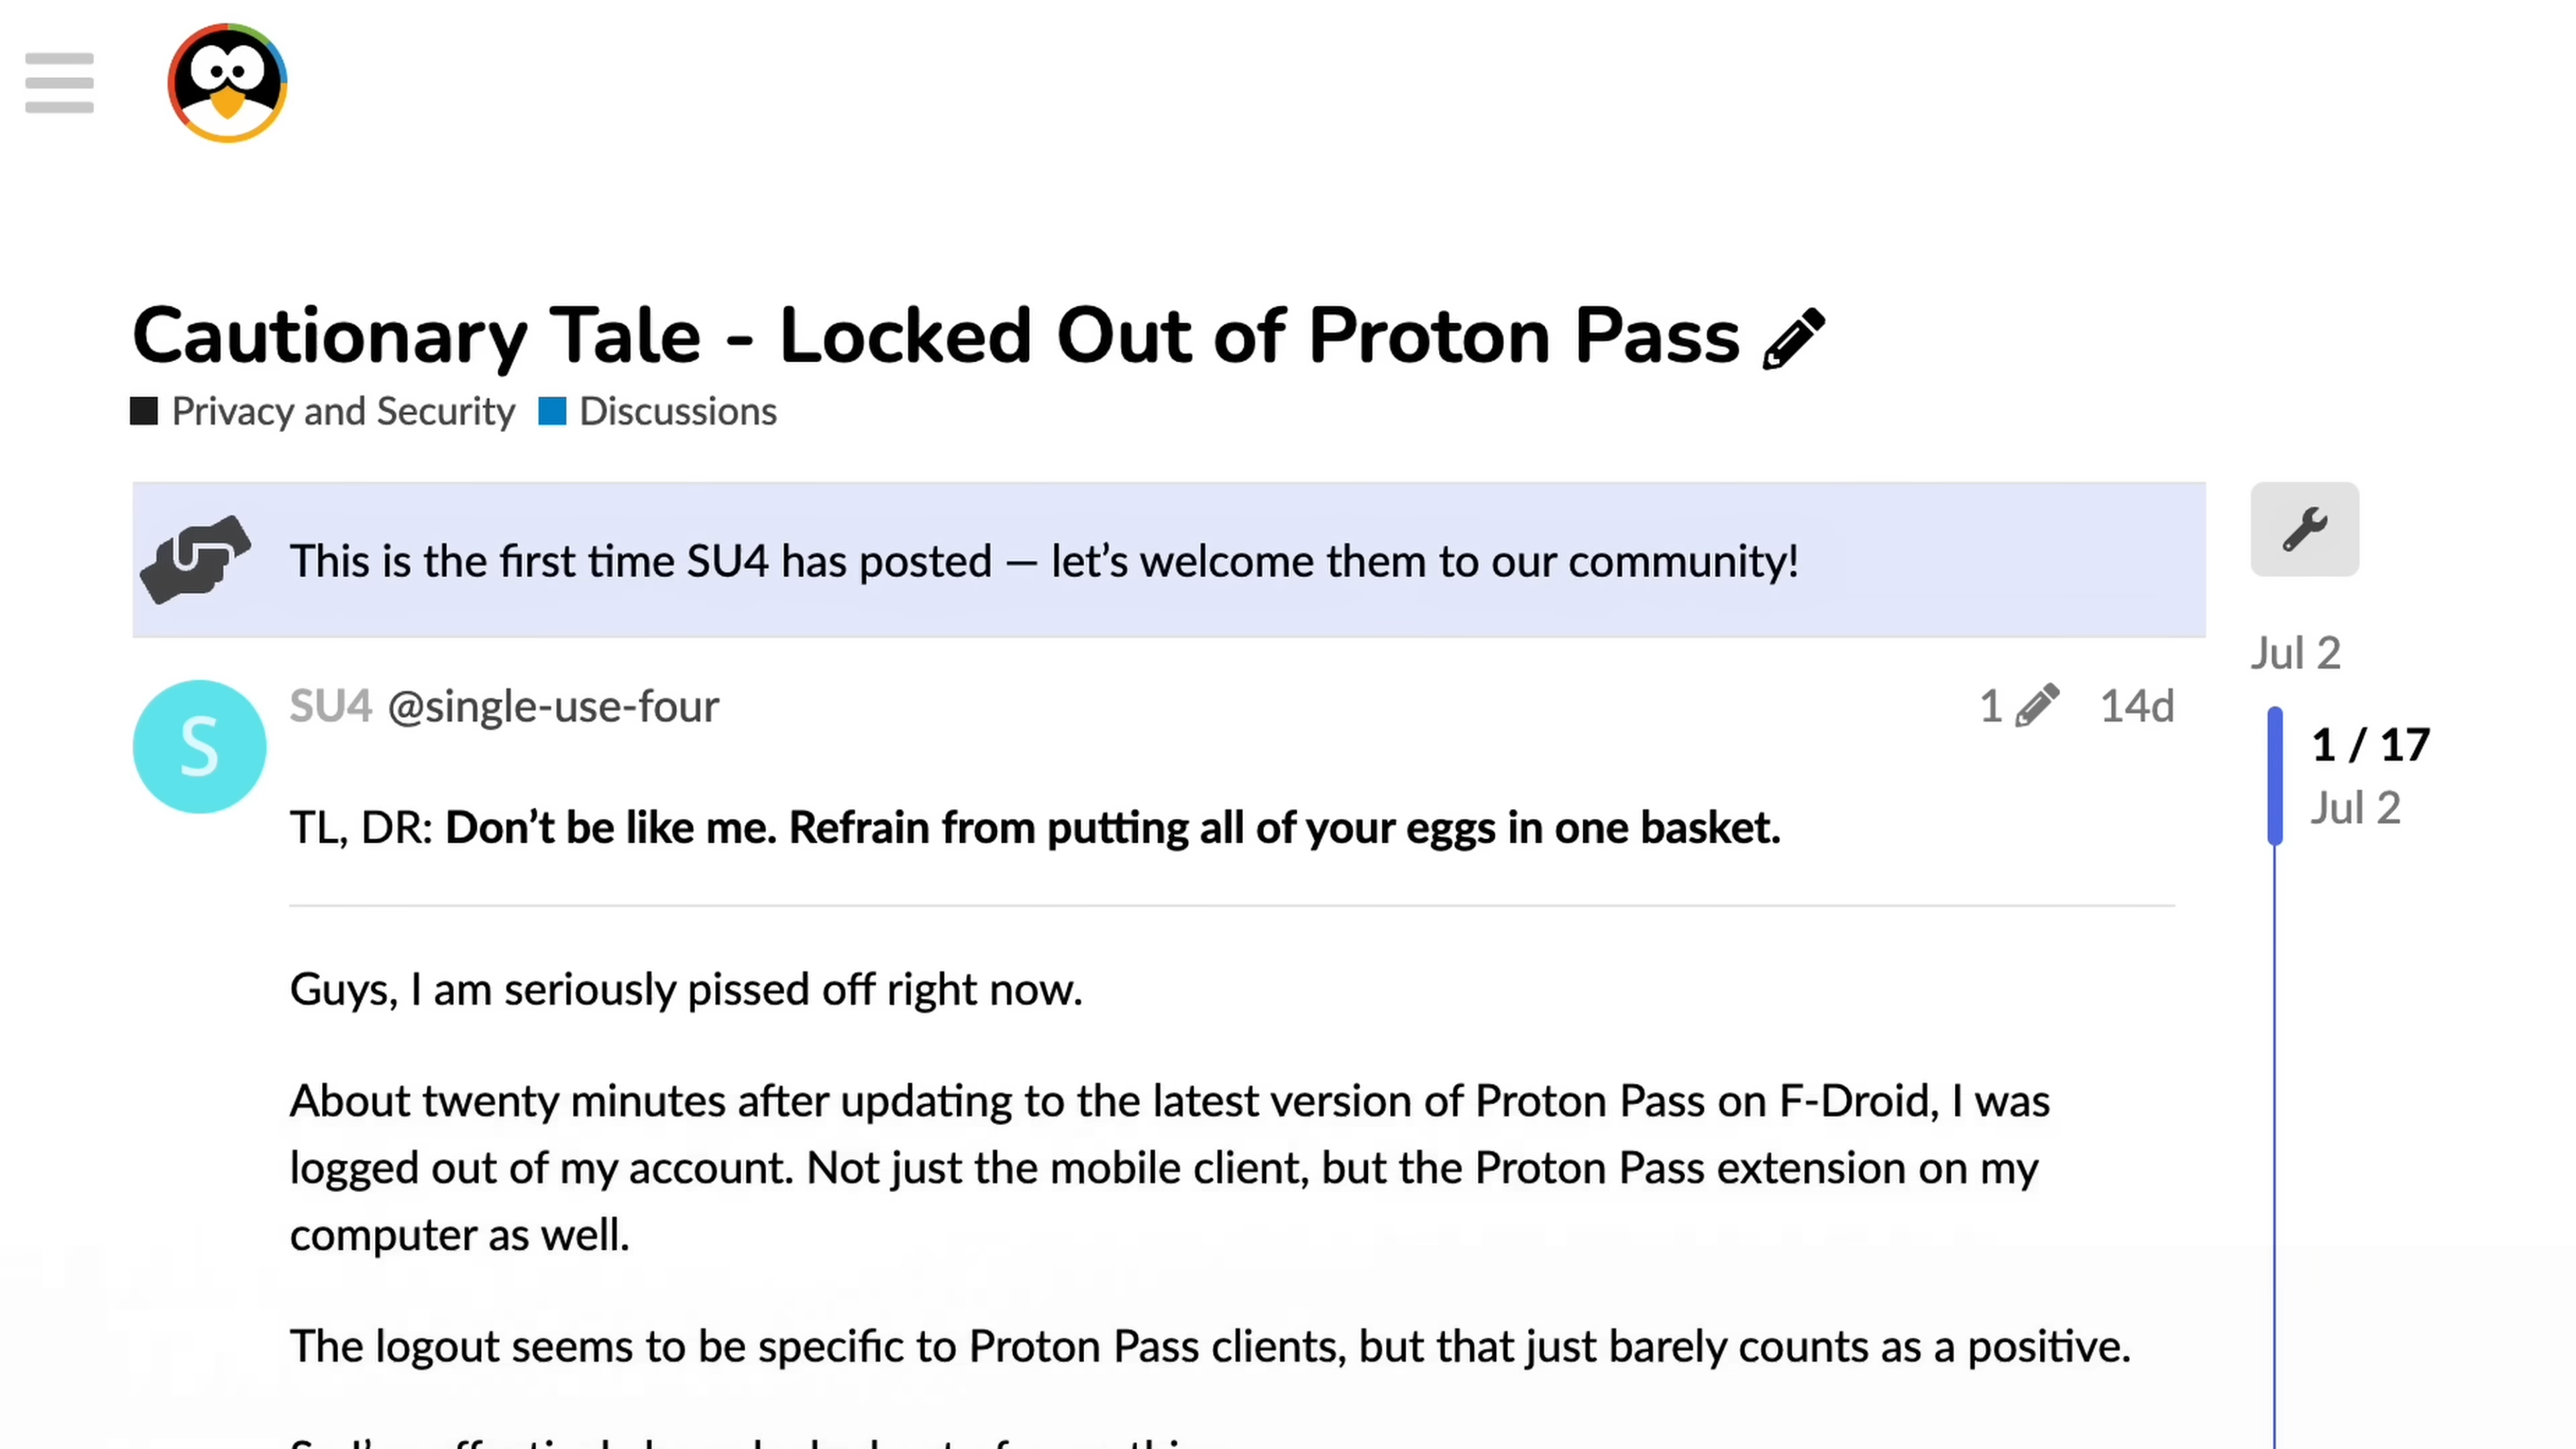 Cautionary Tale - Locked Out of Proton Pass
Privacy and Security Discussions
This is the first time SU4 has posted — let’s welcome them to our community!
Jul 2
SU4 @single-use-four 1 14d
S
1 / 17
Jul 2
TL, DR: Don’t be like me. Refrain from putting all of your eggs in one basket.
Guys, I am seriously pissed off right now.
About twenty minutes after updating to the latest version of Proton Pass on F-Droid, I was
logged out of my account. Not just the mobile client, but the Proton Pass extension on my
computer as well.
The logout seems to be specific to Proton Pass clients, but that just barely counts as a positive.